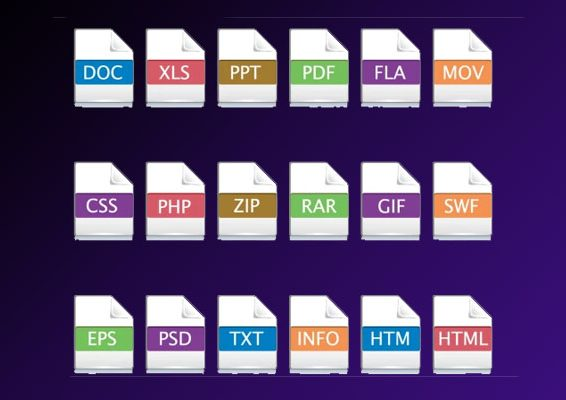 DOC XLS PPT PDF FLA MOV
CSS PHP ZIP RAR GIF SWF
EPS PSD TXT INFO HTM HTML